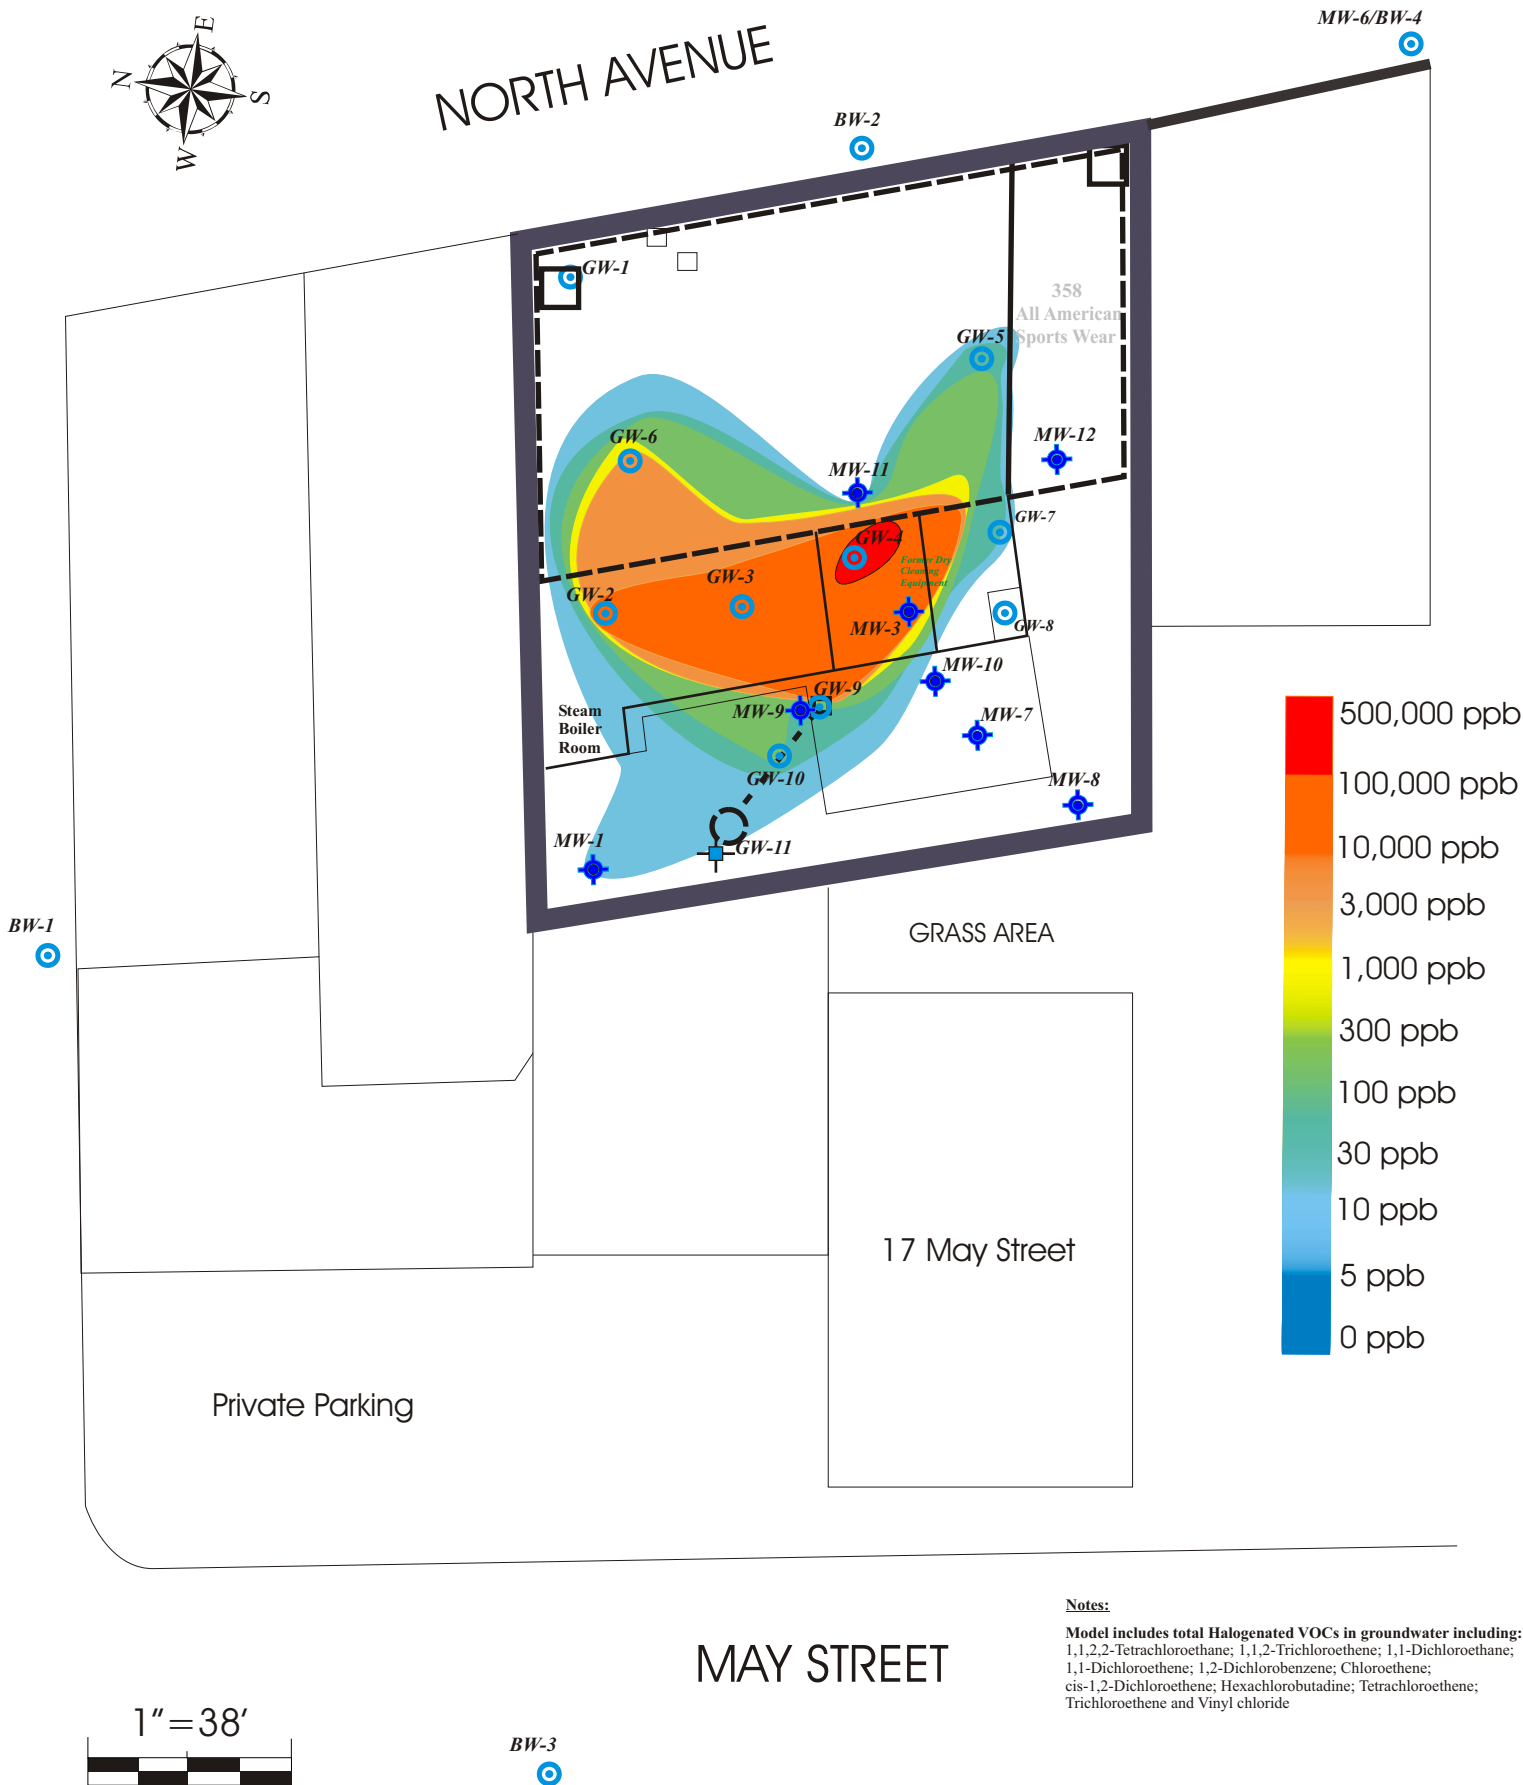 MW-6/BW-4
E
N
S
W
NORTH AVENUE
BW-2
GW-1
358
All American
Sports Wear
GW-5
GW-6
MW-12
MW-11
GW-7
GW-4
Former Dry
Cleaning
Equipment
GW-3
GW-2
MW-3
GW-8
MW-10
GW-9
Steam
Boiler
Room
MW-9
MW-7
GW-10
MW-8
MW-1
GW-11
BW-1
GRASS AREA
500,000 ppb
100,000 ppb
10,000 ppb
3,000 ppb
1,000 ppb
300 ppb
100 ppb
30 ppb
10 ppb
5 ppb
0 ppb
17 May Street
Private Parking
MAY STREET
Notes:
Model includes total Halogenated VOCs in groundwater including:
1,1,2,2-Tetrachloroethane; 1,1,2-Trichloroethene; 1,1-Dichloroethane;
1,1-Dichloroethene; 1,2-Dichlorobenzene; Chloroethene;
cis-1,2-Dichloroethene; Hexachlorobutadine; Tetrachloroethene;
Trichloroethene and Vinyl chloride
1"=38'
BW-3